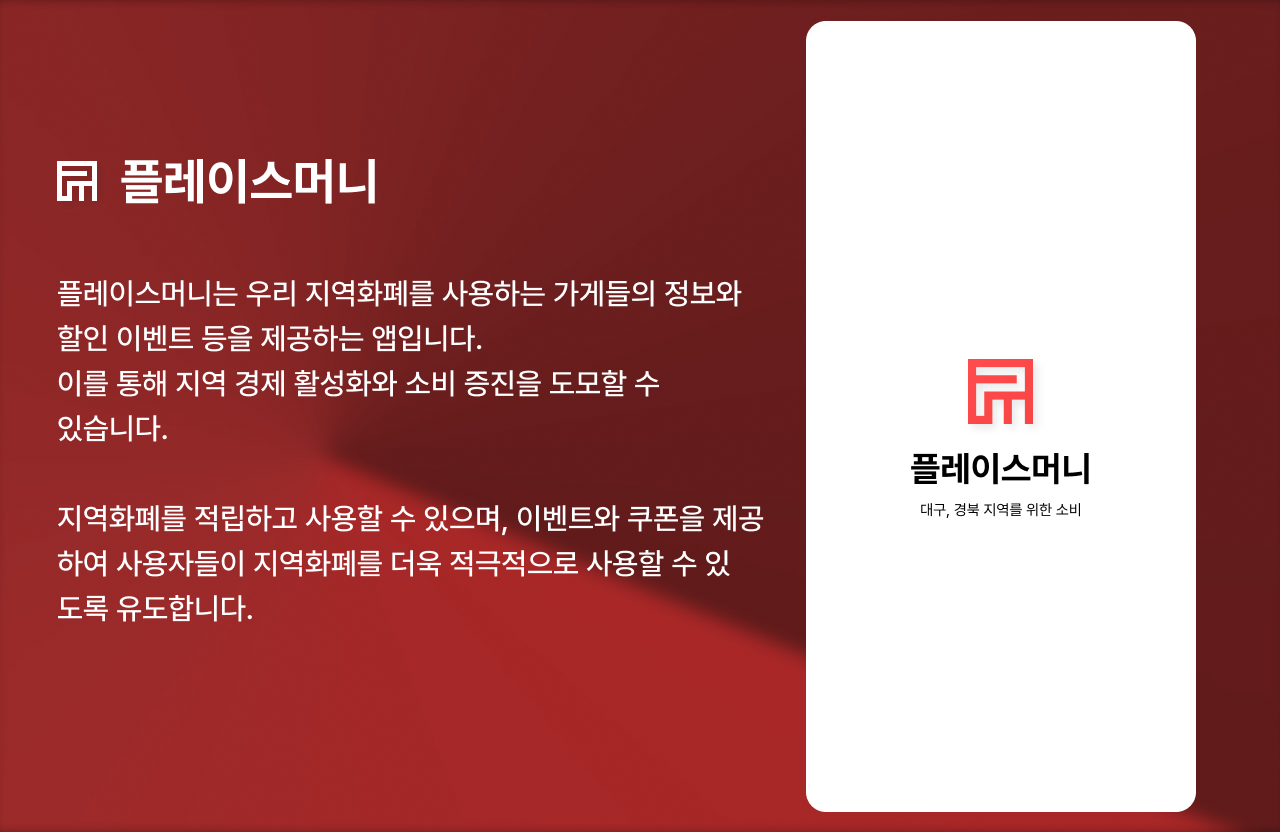 플레이스머니
플레이스머니는 우리 지역화폐를 사용하는 가게들의 정보와
할인 이벤트 등을 제공하는 앱입니다.
이를 통해 지역 경제 활성화와 소비 증진을 도모할 수
있습니다.
지역화폐를 적립하고 사용할 수 있으며, 이벤트와 쿠폰을 제공
하여 사용자들이 지역화폐를 더욱 적극적으로 사용할 수 있
도록 유도합니다.
플레이스머니
대구, 경북 지역를 위한 소비